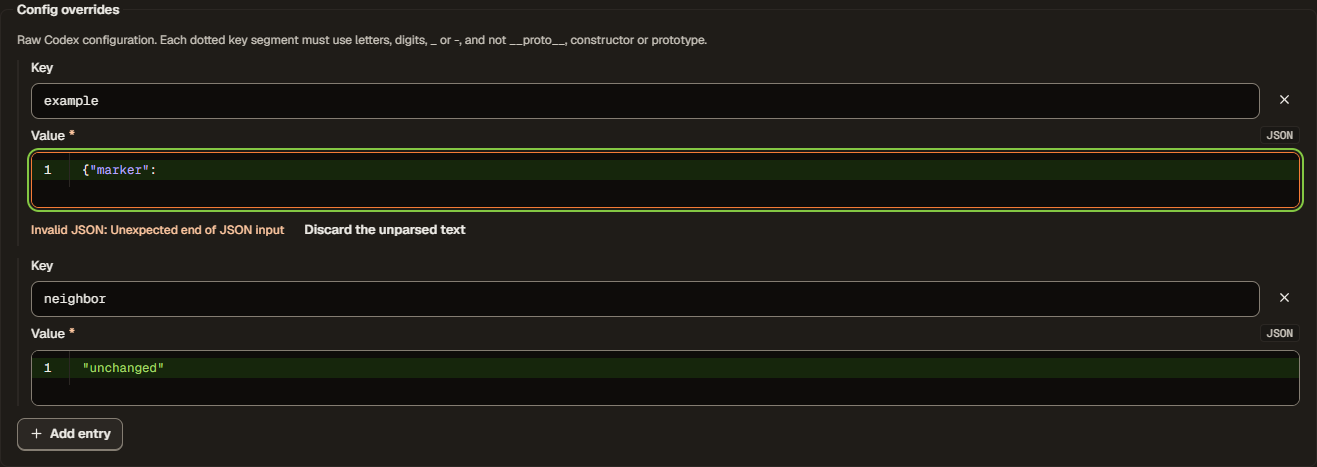 Config overrides
Raw Codex configuration. Each dotted key segment must use letters, digits, _ or -, and not __proto__, constructor or prototype.
Key
example
Value *
JSON
1 {"marker":
Invalid JSON: Unexpected end of JSON input Discard the unparsed text
Key
neighbor
Value *
JSON
1 "unchanged"
+ Add entry